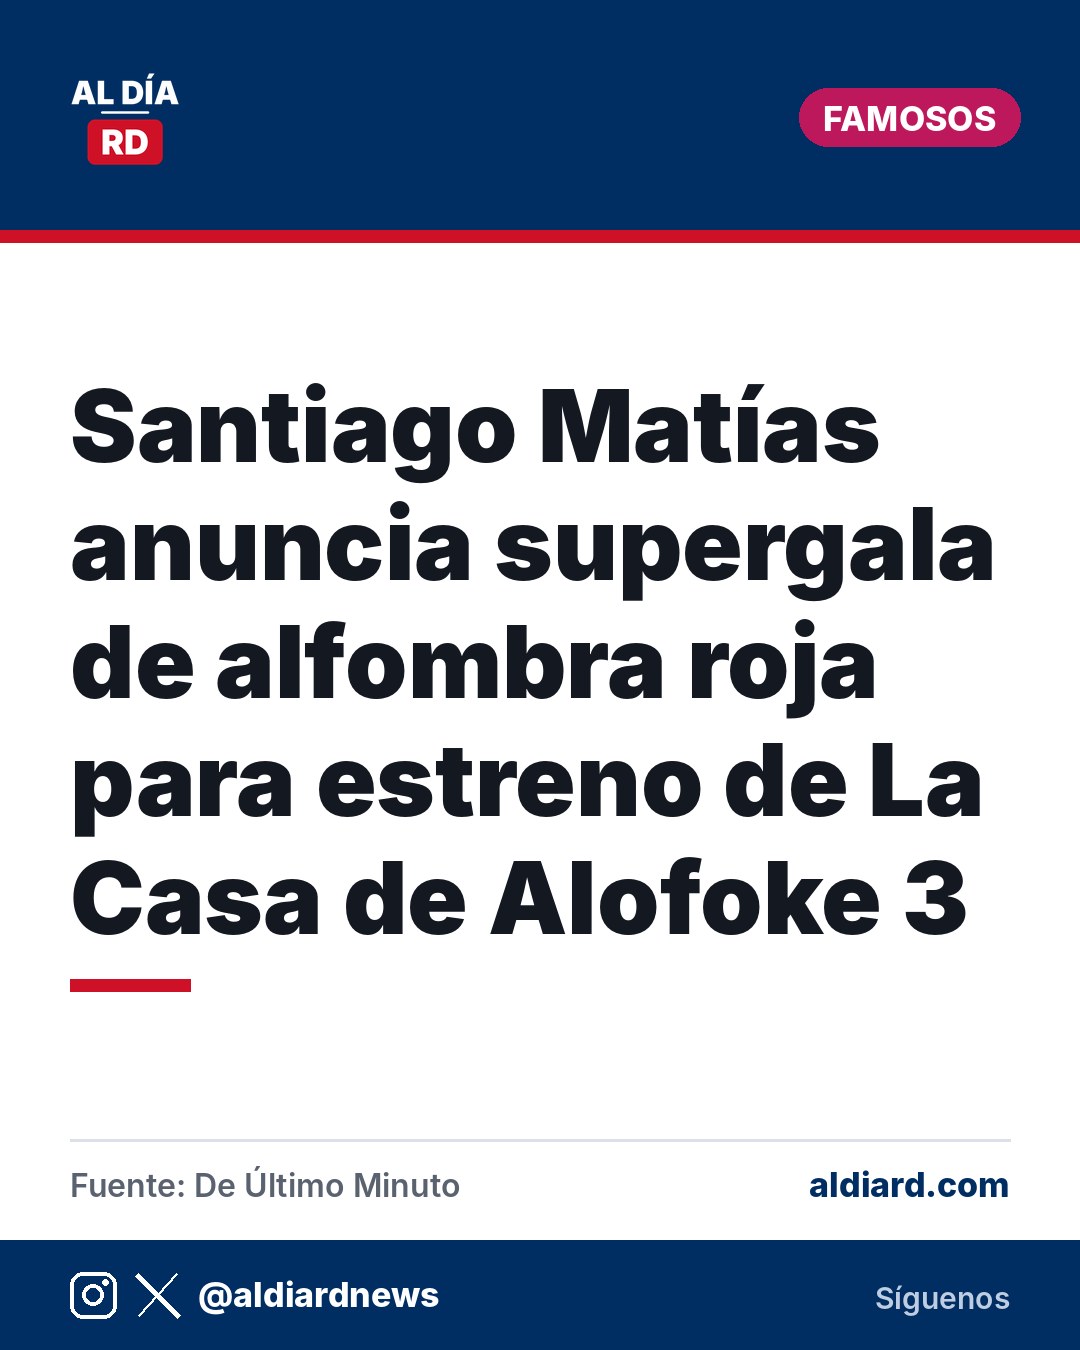 AL DÍA
RD
FAMOSOS
Santiago Matías
anuncia supergala
de alfombra roja
para estreno de La
Casa de Alofoke 3
Fuente: De Último Minuto
aldiard.com
@aldiardnews
Síguenos